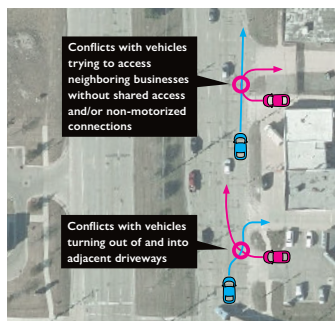 Conflicts with vehicles
trying to access
neighboring businesses
without shared access
and/or non-motorized
connections
Conflicts with vehicles
turning out of and into
adjacent driveways